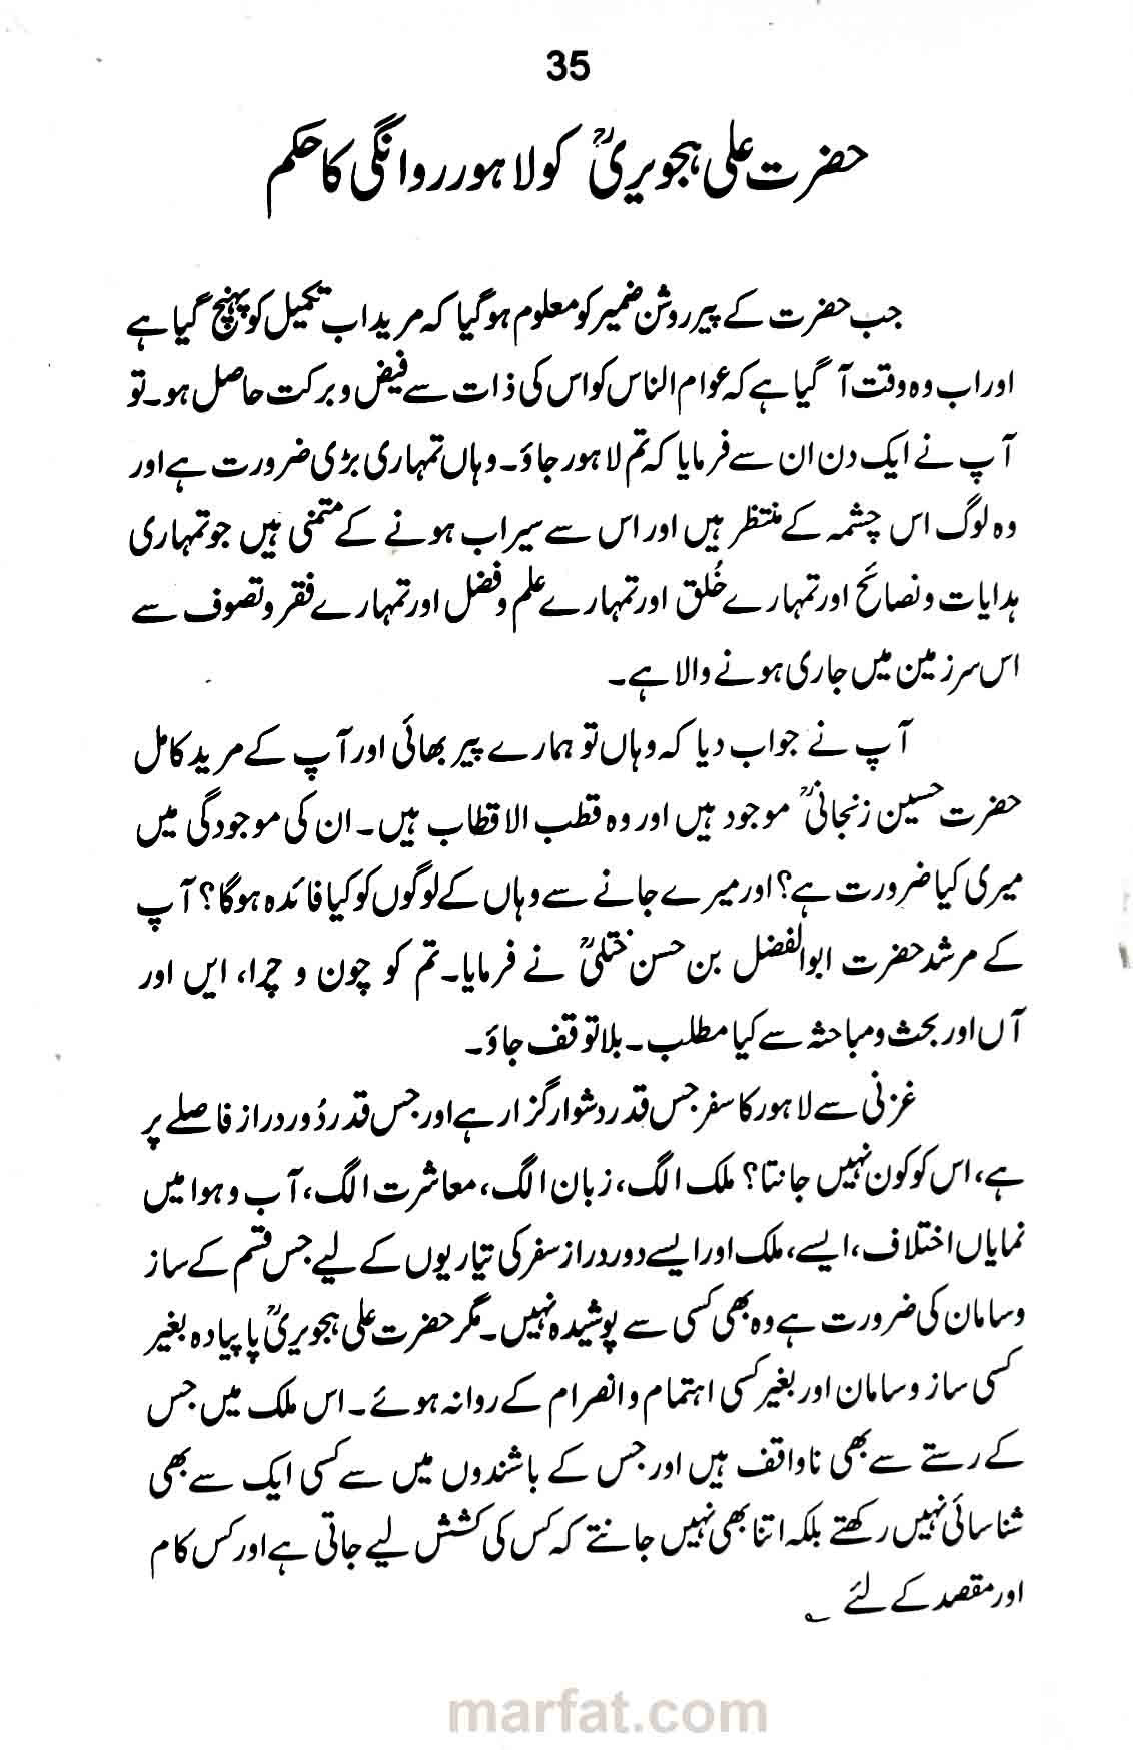 35
حضرت علی ہجویریؒ کو لاہور روانگی کا حکم
جب حضرت کے پیر روشن ضمیر کو معلوم ہو گیا کہ مرید اب تکمیل کو پہنچ گیا ہے
اور اب وہ وقت آ گیا ہے کہ عوام الناس کو اس کی ذات سے فیض و برکت حاصل ہو۔ تو
آپ نے ایک دن ان سے فرمایا کہ تم لاہور جاؤ۔ وہاں تمہاری بڑی ضرورت ہے اور
وہ لوگ اس چشمہ کے منتظر ہیں اور اس سے سیراب ہونے کے متمنی ہیں جو تمہاری
ہدایات و نصائح اور تمہارے خُلق اور تمہارے علم و فضل اور تمہارے فقر و تصوف سے
اس سرزمین میں جاری ہونے والا ہے۔
آپ نے جواب دیا کہ وہاں تو ہمارے پیر بھائی اور آپ کے مرید کامل
حضرت حسین زنجانیؒ موجود ہیں اور وہ قطب الاقطاب ہیں۔ ان کی موجودگی میں
میری کیا ضرورت ہے؟ اور میرے جانے سے وہاں کے لوگوں کو کیا فائدہ ہوگا؟ آپ
کے مرشد حضرت ابوالفضل بن حسن ختلیؒ نے فرمایا۔ تم کو چون و چرا، ایں اور
آں اور بحث و مباحثہ سے کیا مطلب۔ بلاتوقف جاؤ۔
غزنی سے لاہور کا سفر جس قدر دشوار گزار ہے اور جس قدر دُور دراز فاصلے پر
ہے، اس کو کون نہیں جانتا؟ ملک الگ، زبان الگ، معاشرت الگ، آب و ہوا میں
نمایاں اختلاف، ایسے، ملک اور ایسے دور دراز سفر کی تیاریوں کے لیے جس قسم کے ساز
و سامان کی ضرورت ہے وہ بھی کسی سے پوشیدہ نہیں۔ مگر حضرت علی ہجویریؒ پاپیادہ بغیر
کسی ساز و سامان اور بغیر کسی اہتمام و انصرام کے روانہ ہوئے۔ اس ملک میں جس
کے رستے سے بھی ناواقف ہیں اور جس کے باشندوں میں سے کسی ایک سے بھی
شناسائی نہیں رکھتے بلکہ اتنا بھی نہیں جانتے کہ کس کی کشش لیے جاتی ہے اور کس کام
اور مقصد کے لئے ؎
marfat.com